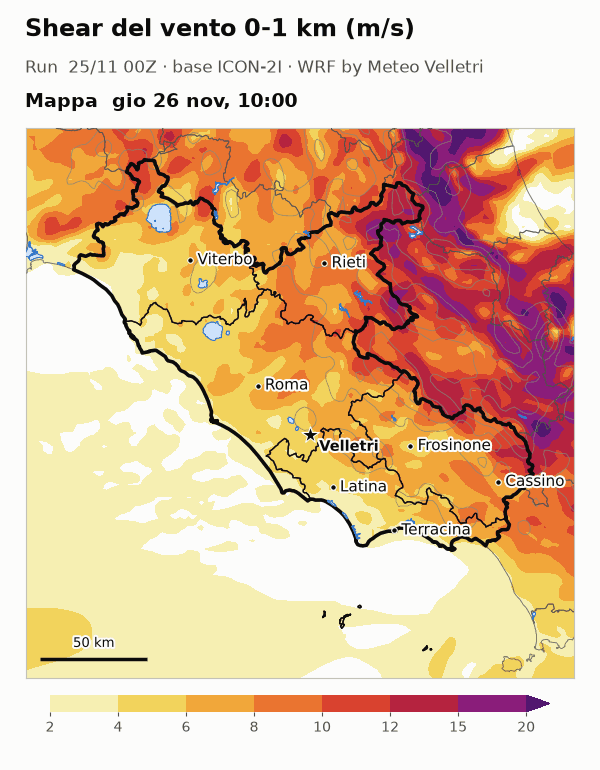 Shear del vento 0-1 km (m/s)
Run  25/11 00Z · base ICON-2I · WRF by Meteo Velletri
Mappa  gio 26 nov, 10:00
Viterbo
Rieti
Roma
Velletri
Frosinone
Cassino
Latina
Terracina
50 km
2 4 6 8 10 12 15 20